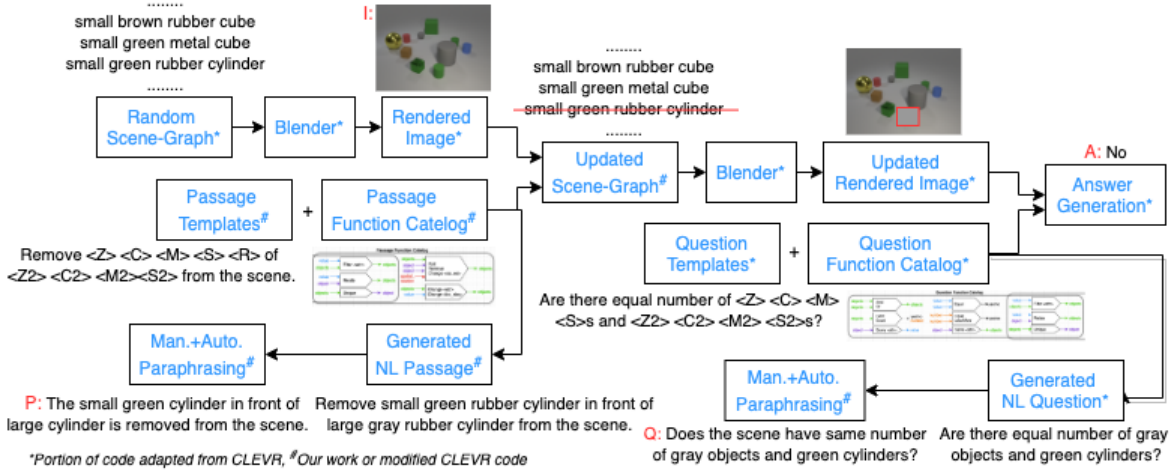 ........
small brown rubber cube
small green metal cube
small green rubber cylinder
........
I:
........
small brown rubber cube
small green metal cube
small green rubber cylinder
........
Random
Scene-Graph*
Blender*
Rendered
Image*
Updated
Scene-Graph#
Blender*
Updated
Rendered Image*
A: No
Answer
Generation*
Passage
Templates#
+
Passage
Function Catelog#
Remove <Z> <C> <M> <S> <R> of
<Z2> <C2> <M2><S2> from the scene.
Passage Function Catalog
Question
Templates*
+
Question
Function Catalog*
Are there equal number of <Z> <C> <M>
<S>s and <Z2> <C2> <M2> <S2>s?
Question Function Catalog
Man.+Auto.
Paraphrasing#
Generated
NL Passage#
P: The small green cylinder in front of
large cylinder is removed from the scene.
Remove small green rubber cylinder in front of
large gray rubber cylinder from the scene.
Man.+Auto.
Paraphrasing#
Generated
NL Question*
Q: Does the scene have same number
of gray objects and green cylinders?
Are there equal number of gray
objects and green cylinders?
*Portion of code adapted from CLEVR, #Our work or modified CLEVR code